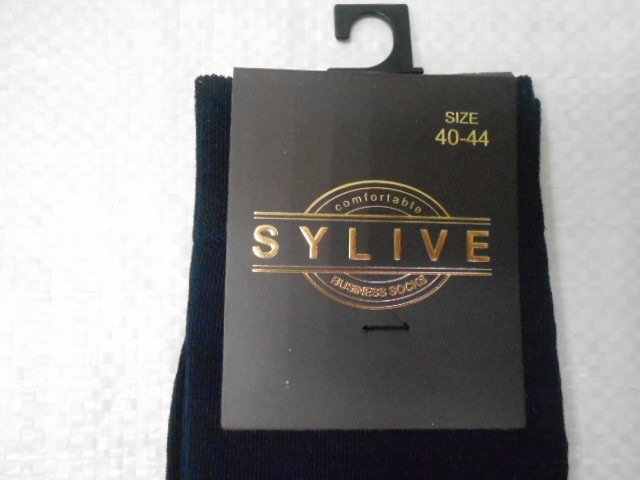 SIZE
40-44
comfortable
SYLIVE
BUSINESS SOCKS